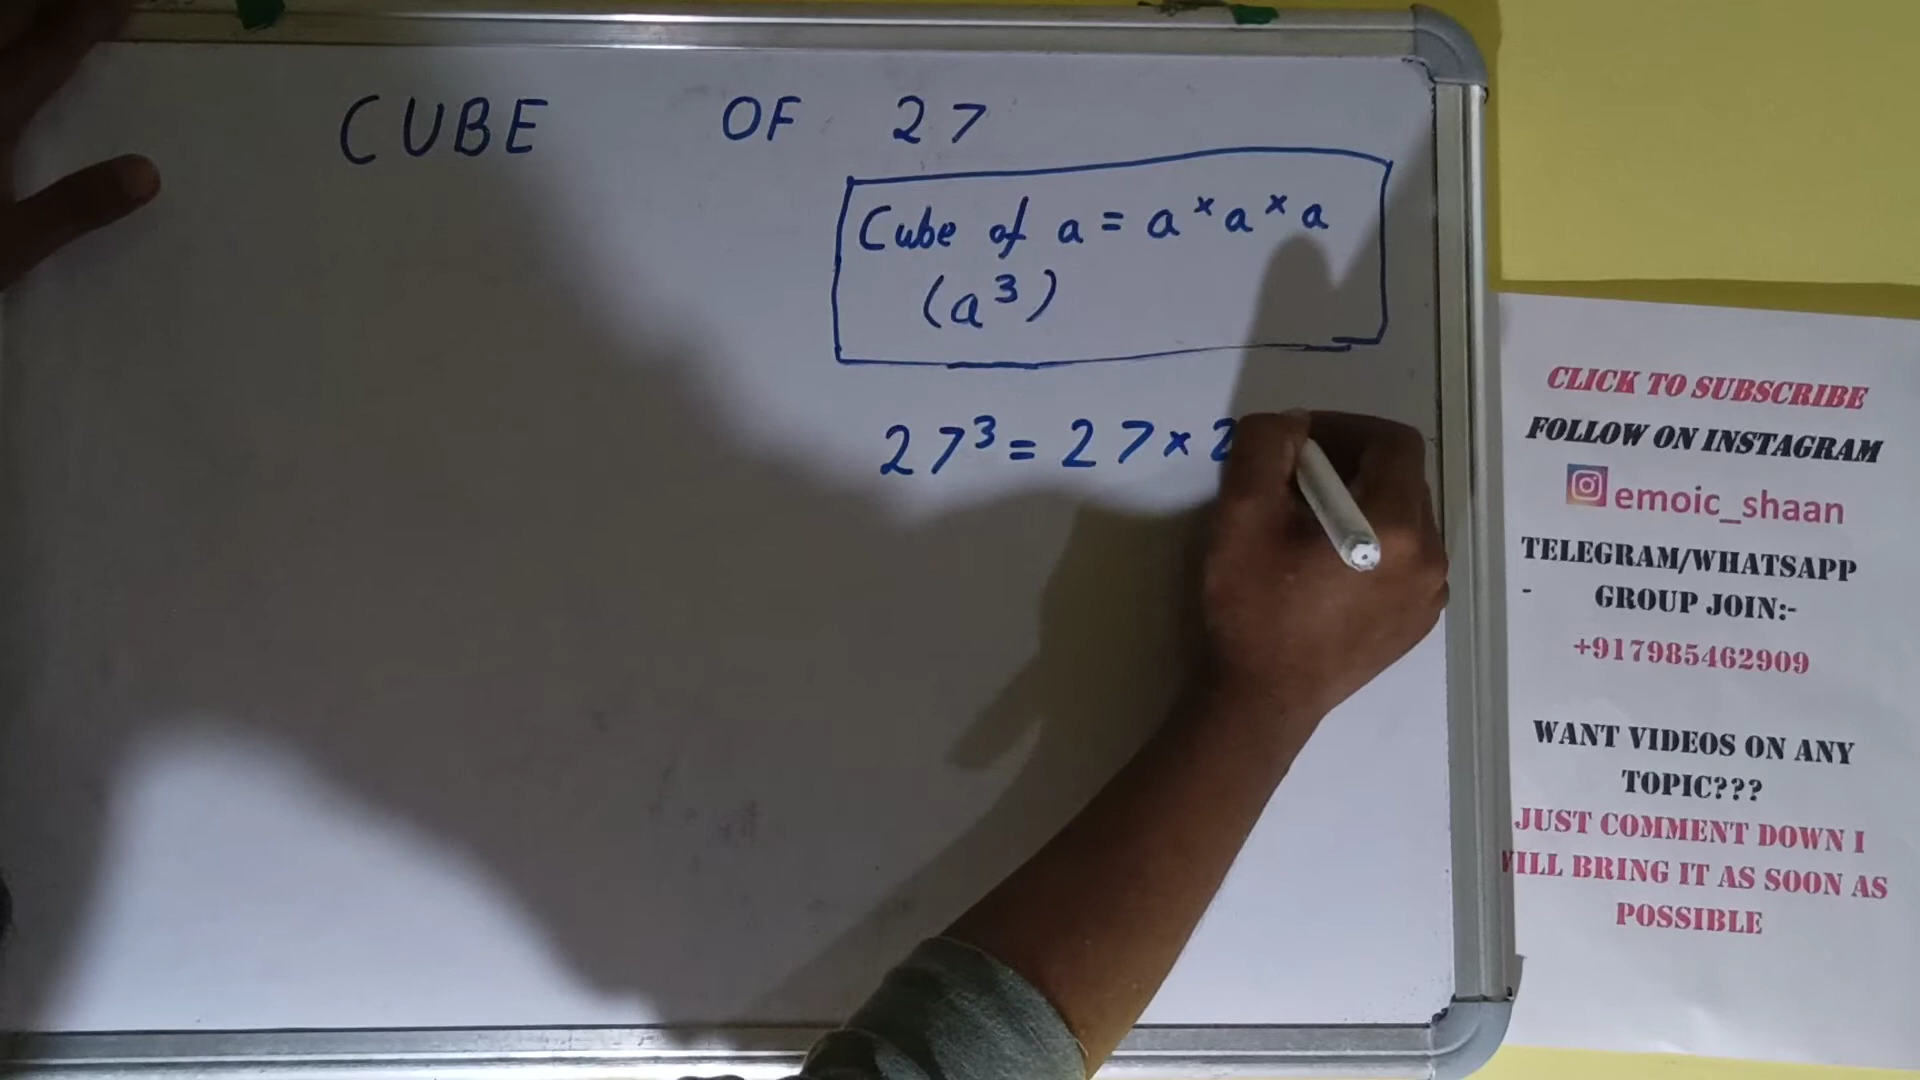 CUBE OF 27
Cube of a = a × a × a
(a³)
27³ = 27 × 2
CLICK TO SUBSCRIBE
FOLLOW ON INSTAGRAM
emoic_shaan
TELEGRAM/WHATSAPP
- GROUP JOIN:-
+917985462909
WANT VIDEOS ON ANY
TOPIC???
JUST COMMENT DOWN I
WILL BRING IT AS SOON AS
POSSIBLE